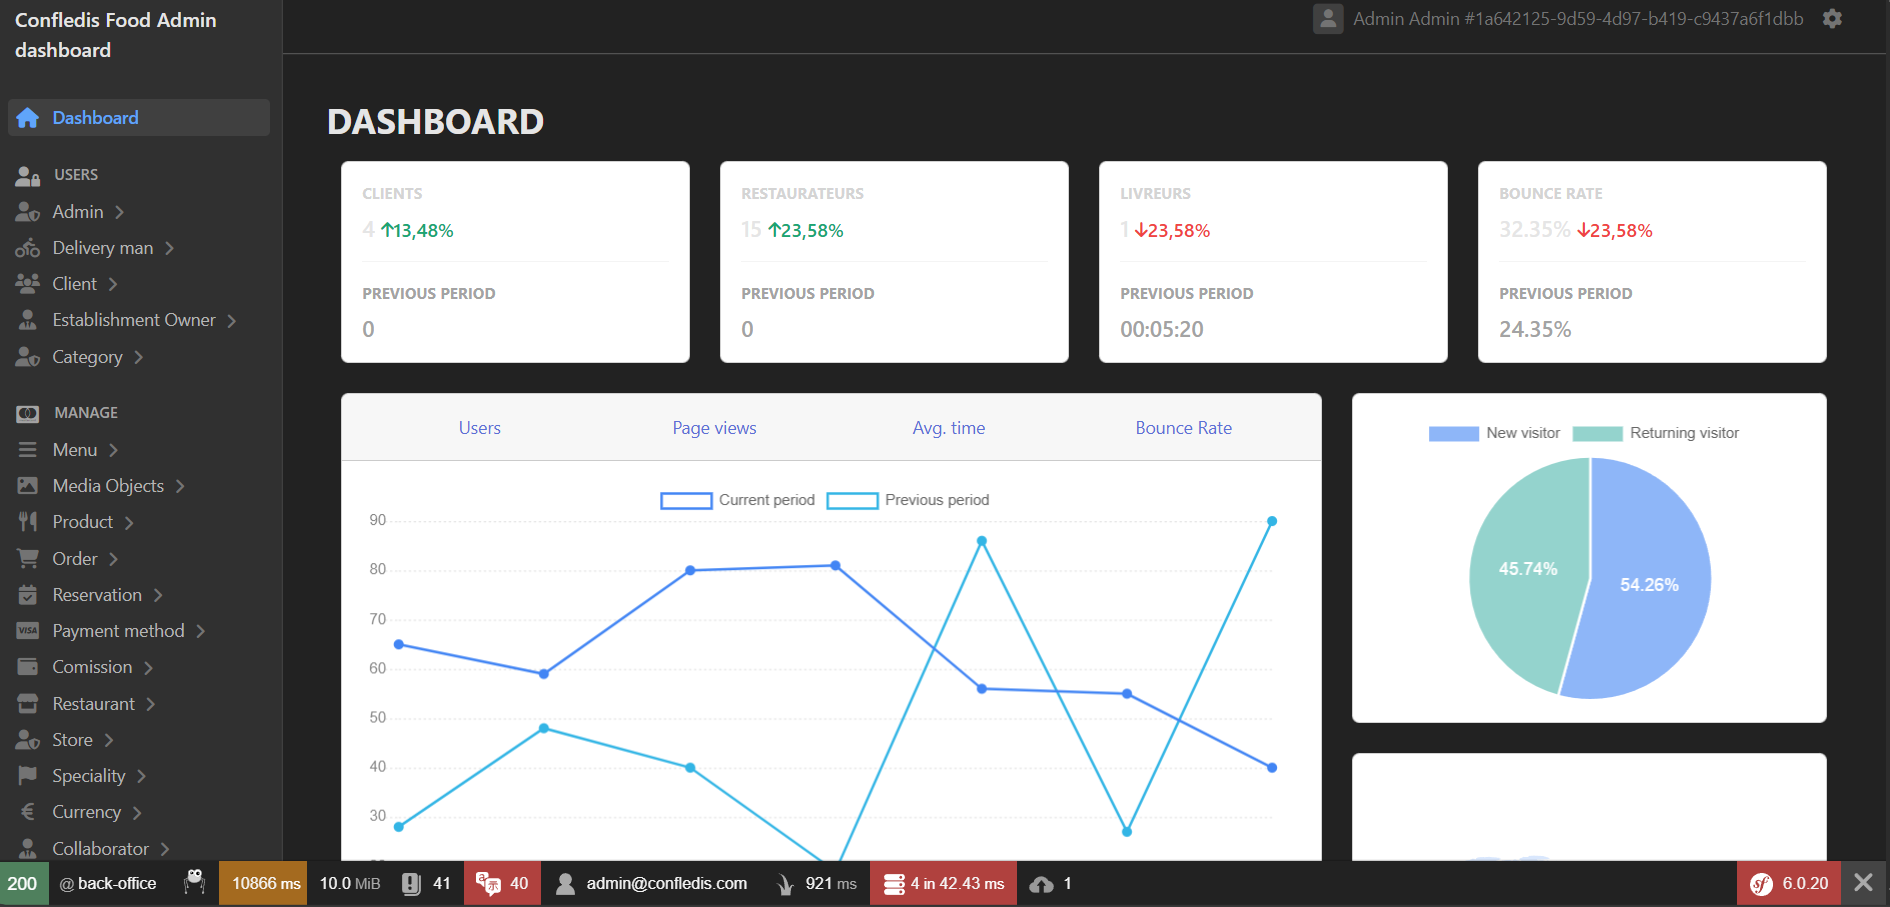 Confledis Food Admin
dashboard
Admin Admin #1a642125-9d59-4d97-b419-c9437a6f1dbb
Dashboard
USERS
Admin
Delivery man
Client
Establishment Owner
Category
MANAGE
Menu
Media Objects
Product
Order
Reservation
VISA
Payment method
Comission
Restaurant
Store
Speciality
€ Currency
Collaborator
DASHBOARD
CLIENTS
4 ↑13,48%
PREVIOUS PERIOD
0
RESTAURATEURS
15 ↑23,58%
PREVIOUS PERIOD
0
LIVREURS
1 ↓23,58%
PREVIOUS PERIOD
00:05:20
BOUNCE RATE
32.35% ↓23,58%
PREVIOUS PERIOD
24.35%
Users Page views Avg. time Bounce Rate
Current period Previous period
90
80
70
60
50
40
30
New visitor Returning visitor
45.74%
54.26%
200 @ back-office 10866 ms 10.0 MiB 41 40 admin@confledis.com 921 ms 4 in 42.43 ms 1 sf 6.0.20